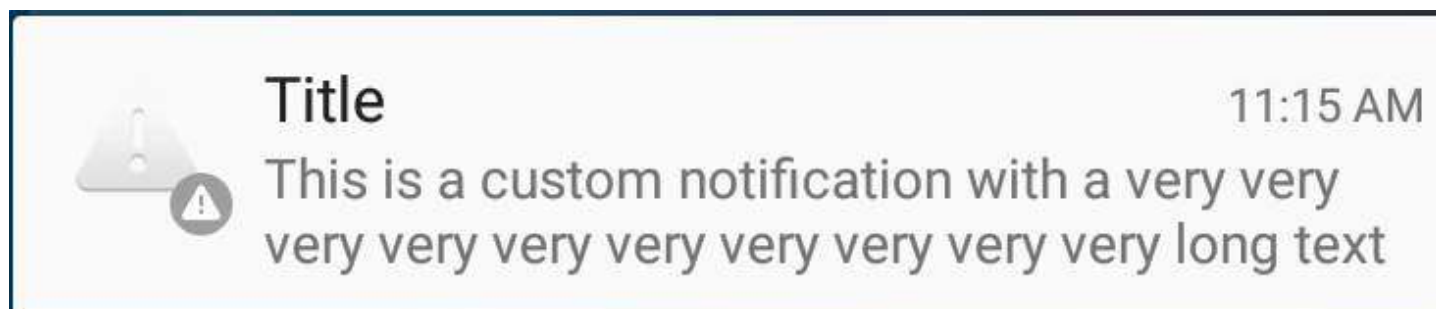 Title
11:15 AM
This is a custom notification with a very very
very very very very very very very very long text